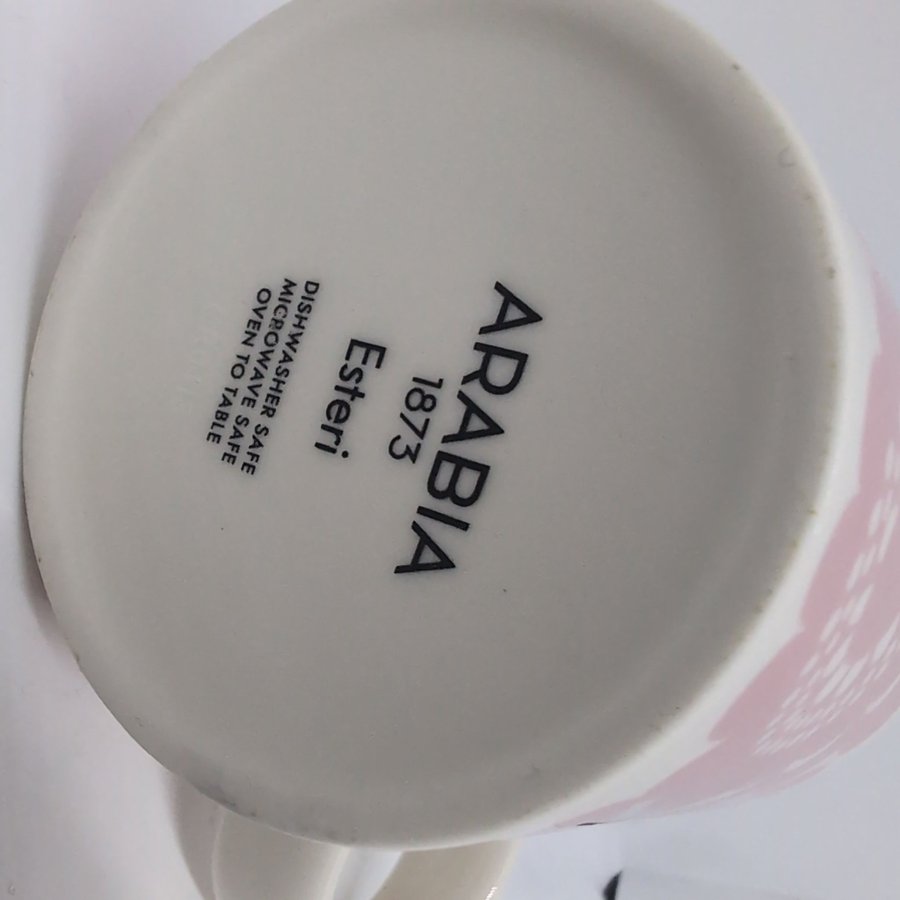 ARABIA
1873
Esteri
DISHWASHER SAFE
MICROWAVE SAFE
OVEN TO TABLE